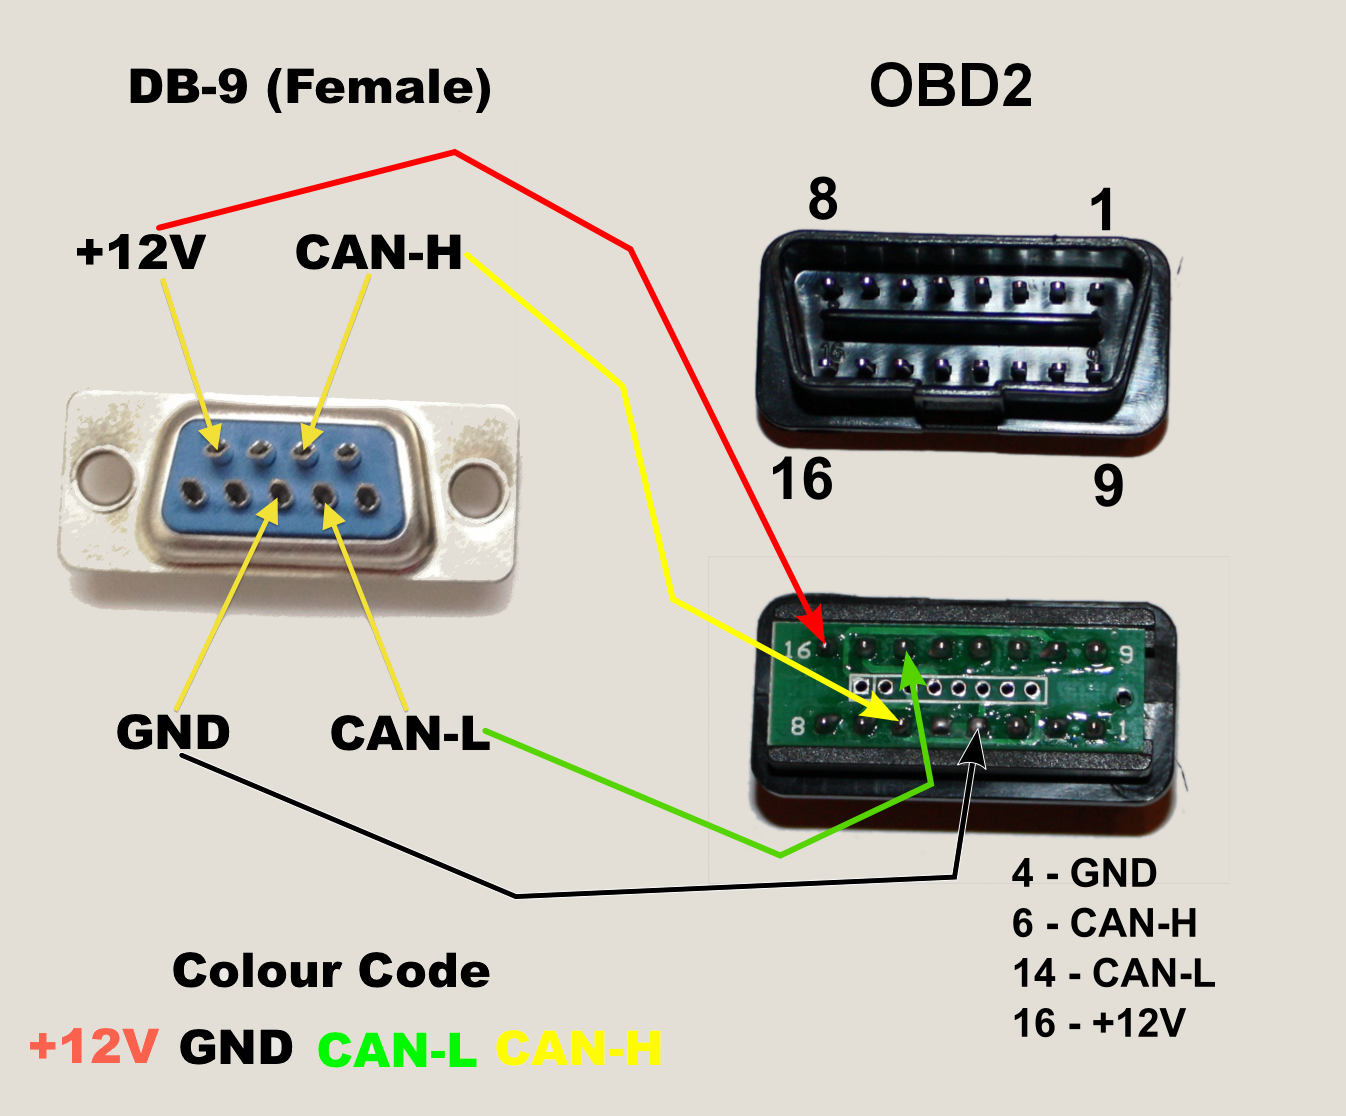 DB-9 (Female)
OBD2
+12V
CAN-H
8
1
16
9
16
9
8
1
GND
CAN-L
4 - GND
6 - CAN-H
14 - CAN-L
16 - +12V
Colour Code
+12V GND CAN-L CAN-H